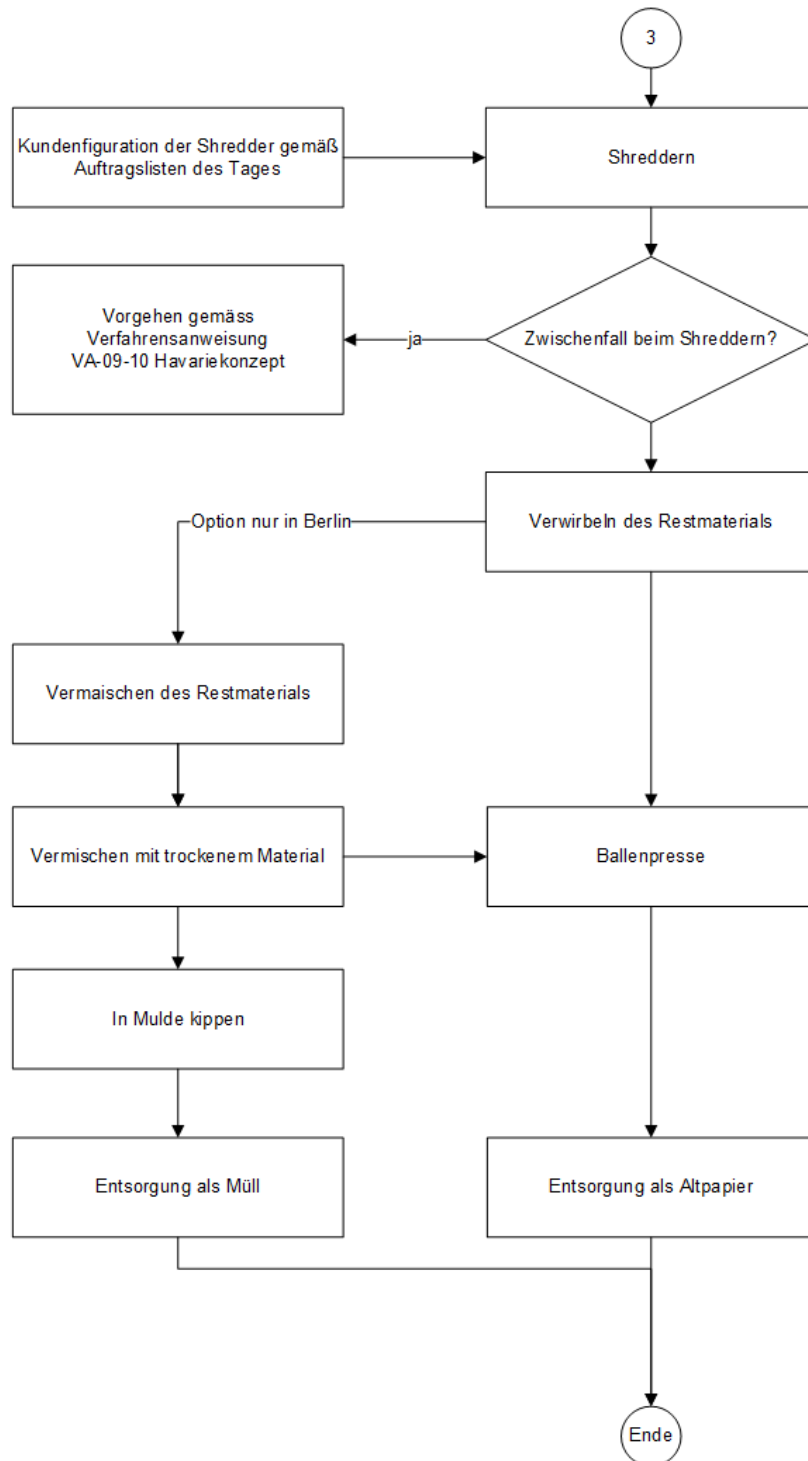 3
Kundenfiguration der Shredder gemäß
Auftragslisten des Tages
Shreddern
Vorgehen gemäss
Verfahrensanweisung
VA-09-10 Havariekonzept
ja
Zwischenfall beim Shreddern?
Option nur in Berlin
Verwirbeln des Restmaterials
Vermaischen des Restmaterials
Vermischen mit trockenem Material
Ballenpresse
In Mulde kippen
Entsorgung als Müll
Entsorgung als Altpapier
Ende